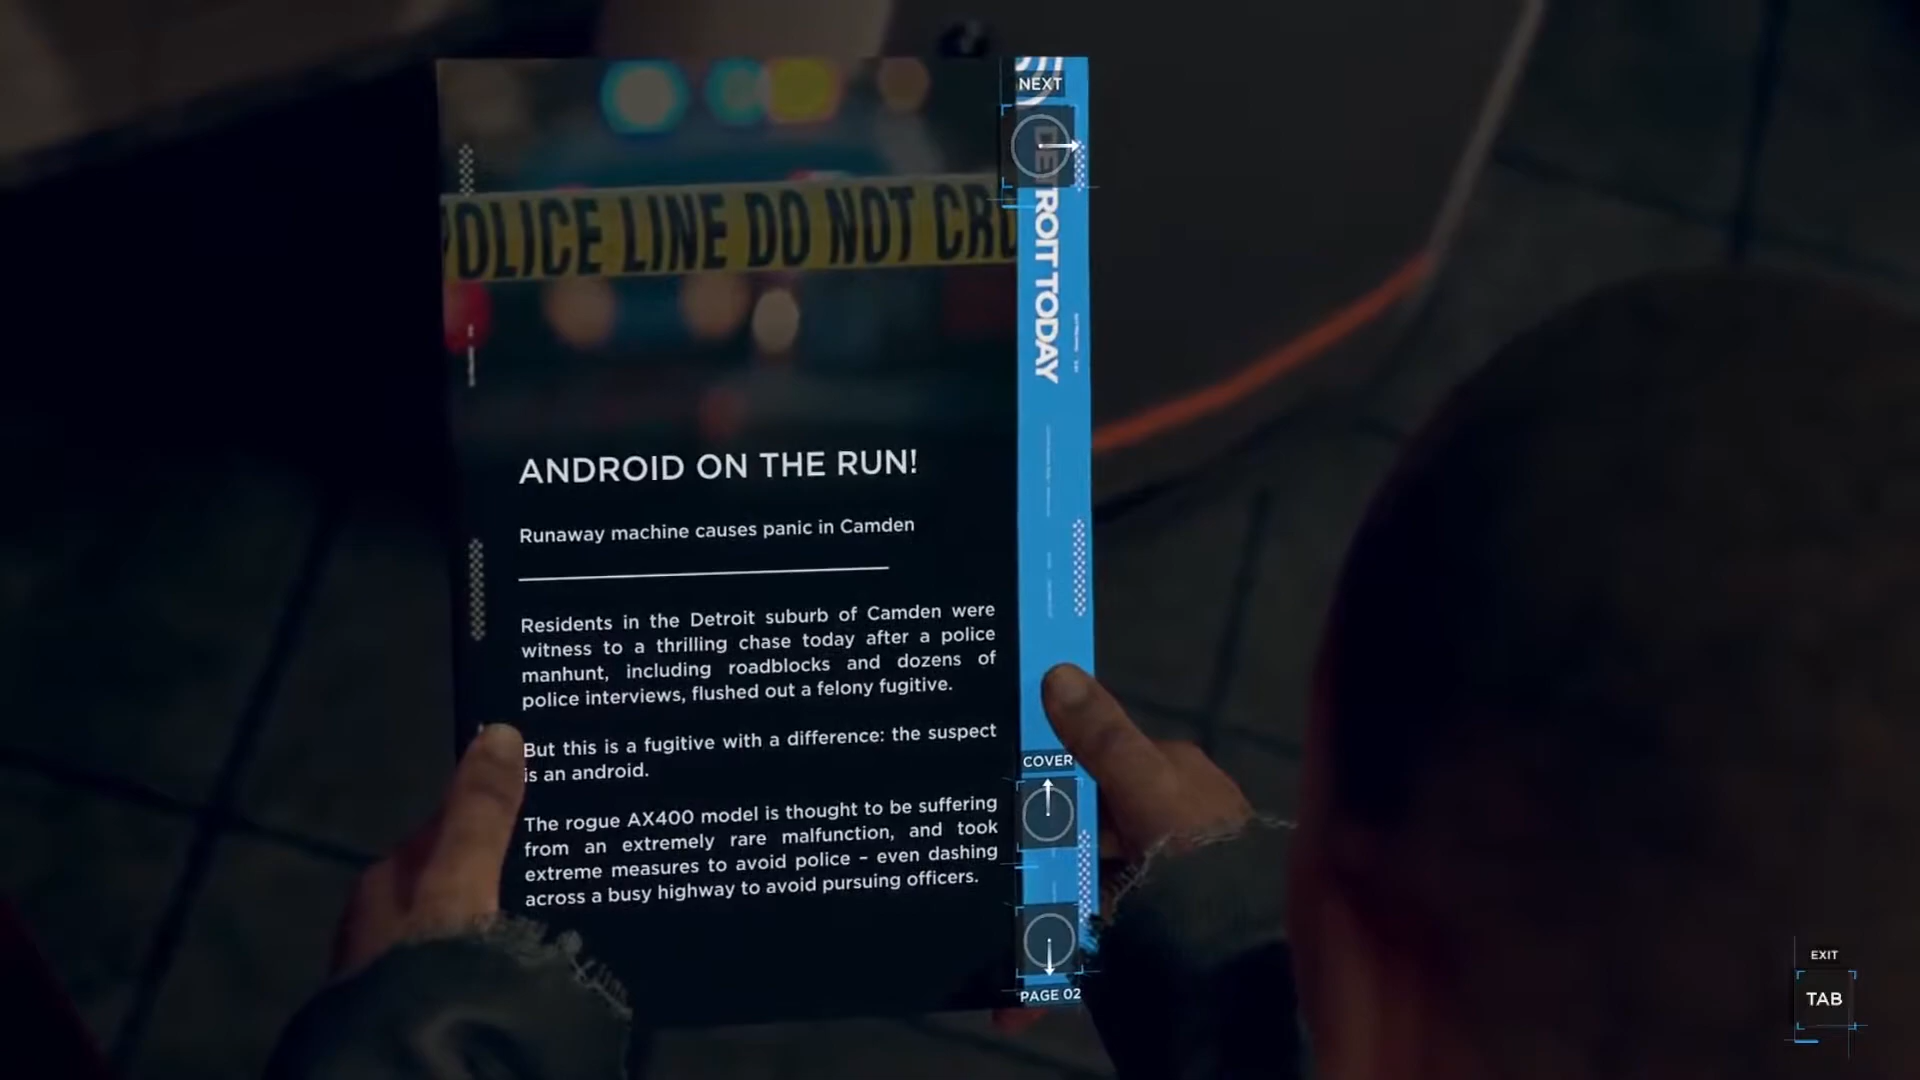 NEXT
POLICE LINE DO NOT CRO
DETROIT TODAY
ANDROID ON THE RUN!
Runaway machine causes panic in Camden
Residents in the Detroit suburb of Camden were
witness to a thrilling chase today after a police
manhunt, including roadblocks and dozens of
police interviews, flushed out a felony fugitive.
But this is a fugitive with a difference: the suspect
is an android.
The rogue AX400 model is thought to be suffering
from an extremely rare malfunction, and took
extreme measures to avoid police – even dashing
across a busy highway to avoid pursuing officers.
COVER
PAGE 02
EXIT
TAB